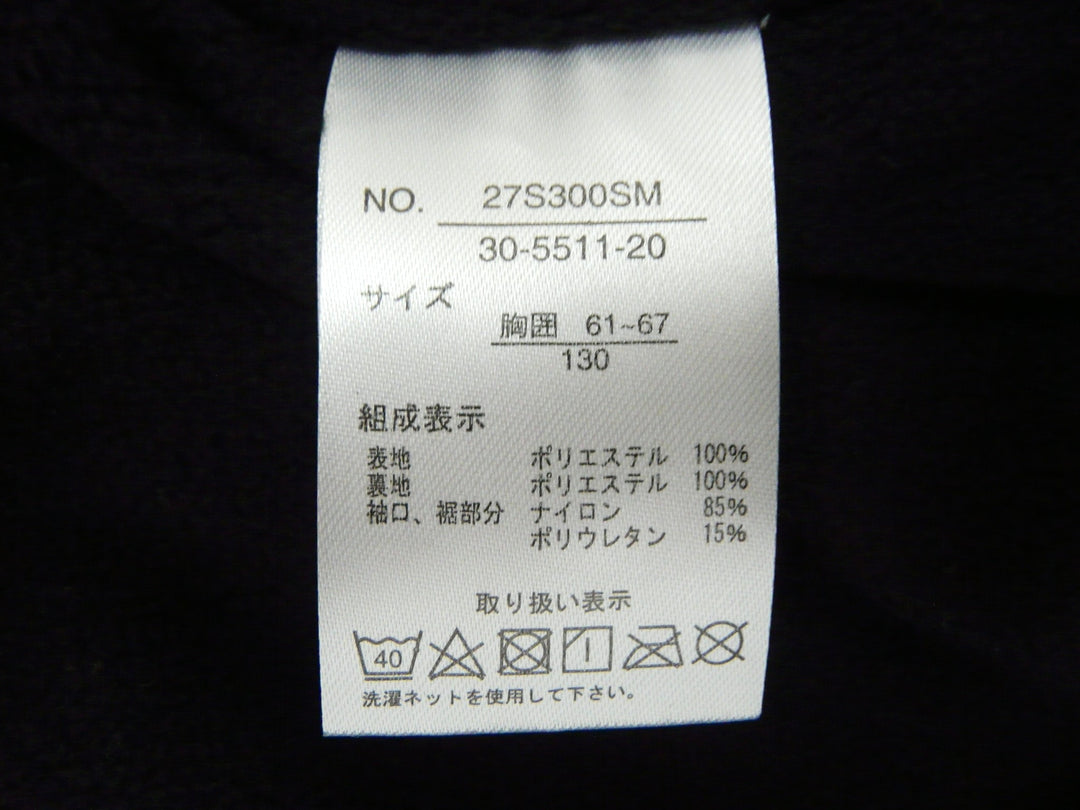 NO. 27S300SM
30-5511-20
サイズ
胸囲 61~67
130
組成表示
表地 ポリエステル 100%
裏地 ポリエステル 100%
袖口、裾部分 ナイロン 85%
ポリウレタン 15%
取り扱い表示
40
洗濯ネットを使用して下さい。